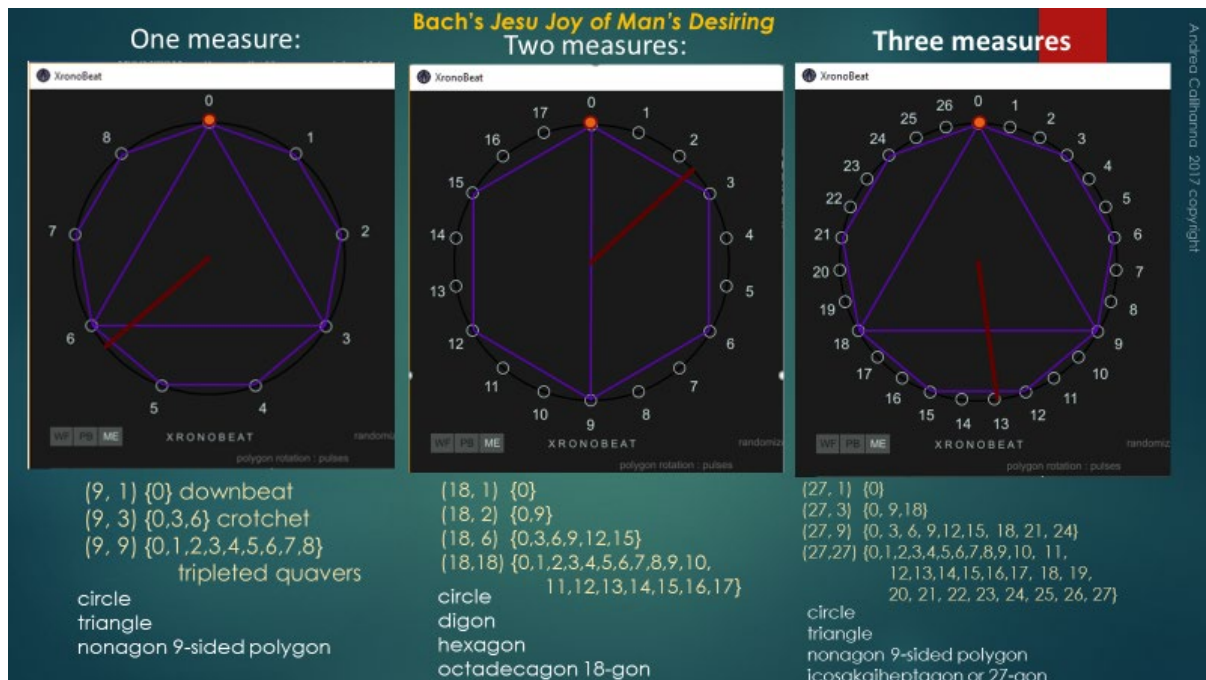 Bach's Jesu Joy of Man's Desiring
One measure:
XronoBeat
0
1
2
3
4
5
6
7
8
WF PB ME
XRONOBEAT
randomiz
polygon rotation : pulses
(9, 1) {0} downbeat
(9, 3) {0,3,6} crotchet
(9, 9) {0,1,2,3,4,5,6,7,8}
tripleted quavers
circle
triangle
nonagon 9-sided polygon
Two measures:
XronoBeat
0
1
2
3
4
5
6
7
8
9
10
11
12
13
14
15
16
17
WF PB ME
XRONOBEAT
randomiz
polygon rotation : pulses
(18, 1) {0}
(18, 2) {0,9}
(18, 6) {0,3,6,9,12,15}
(18,18) {0,1,2,3,4,5,6,7,8,9,10,
11,12,13,14,15,16,17}
circle
digon
hexagon
octadecagon 18-gon
Three measures
XronoBeat
0
1
2
3
4
5
6
7
8
9
10
11
12
13
14
15
16
17
18
19
20
21
22
23
24
25
26
WF PB ME
XRONOBEAT
randomiz
polygon rotation : pulses
(27, 1) {0}
(27, 3) {0, 9,18}
(27, 9) {0, 3, 6, 9,12,15, 18, 21, 24}
(27,27) {0,1,2,3,4,5,6,7,8,9,10, 11,
12,13,14,15,16,17, 18, 19,
20, 21, 22, 23, 24, 25, 26, 27}
circle
triangle
nonagon 9-sided polygon
icosakaiheptagon or 27-gon
Andrea Calilhanna 2017 copyright